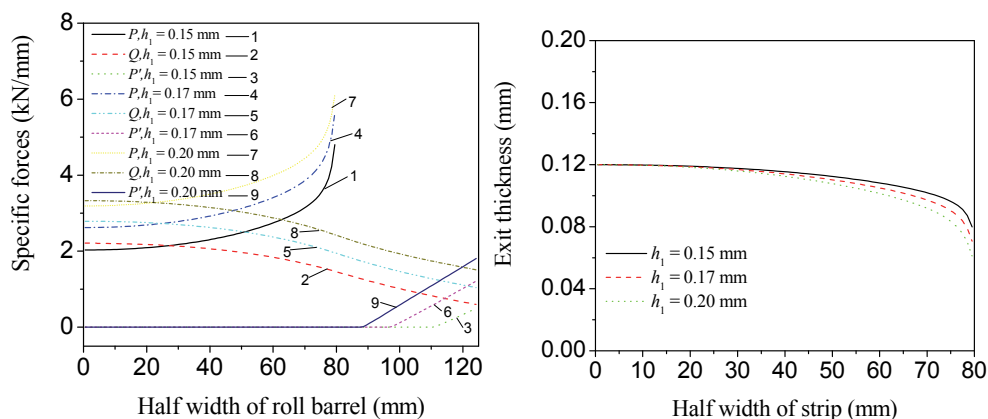 8
6
4
2
0
Specific forces (kN/mm)
P,h1 = 0.15 mm — 1
Q,h1 = 0.15 mm — 2
P',h1 = 0.15 mm — 3
P,h1 = 0.17 mm — 4
Q,h1 = 0.17 mm — 5
P',h1 = 0.17 mm — 6
P,h1 = 0.20 mm — 7
Q,h1 = 0.20 mm — 8
P',h1 = 0.20 mm — 9
7
4
1
8
5
2
9
6
3
0 20 40 60 80 100 120
Half width of roll barrel (mm)
0.20
0.16
0.12
0.08
0.04
0.00
Exit thickness (mm)
h1 = 0.15 mm
h1 = 0.17 mm
h1 = 0.20 mm
0 10 20 30 40 50 60 70 80
Half width of strip (mm)